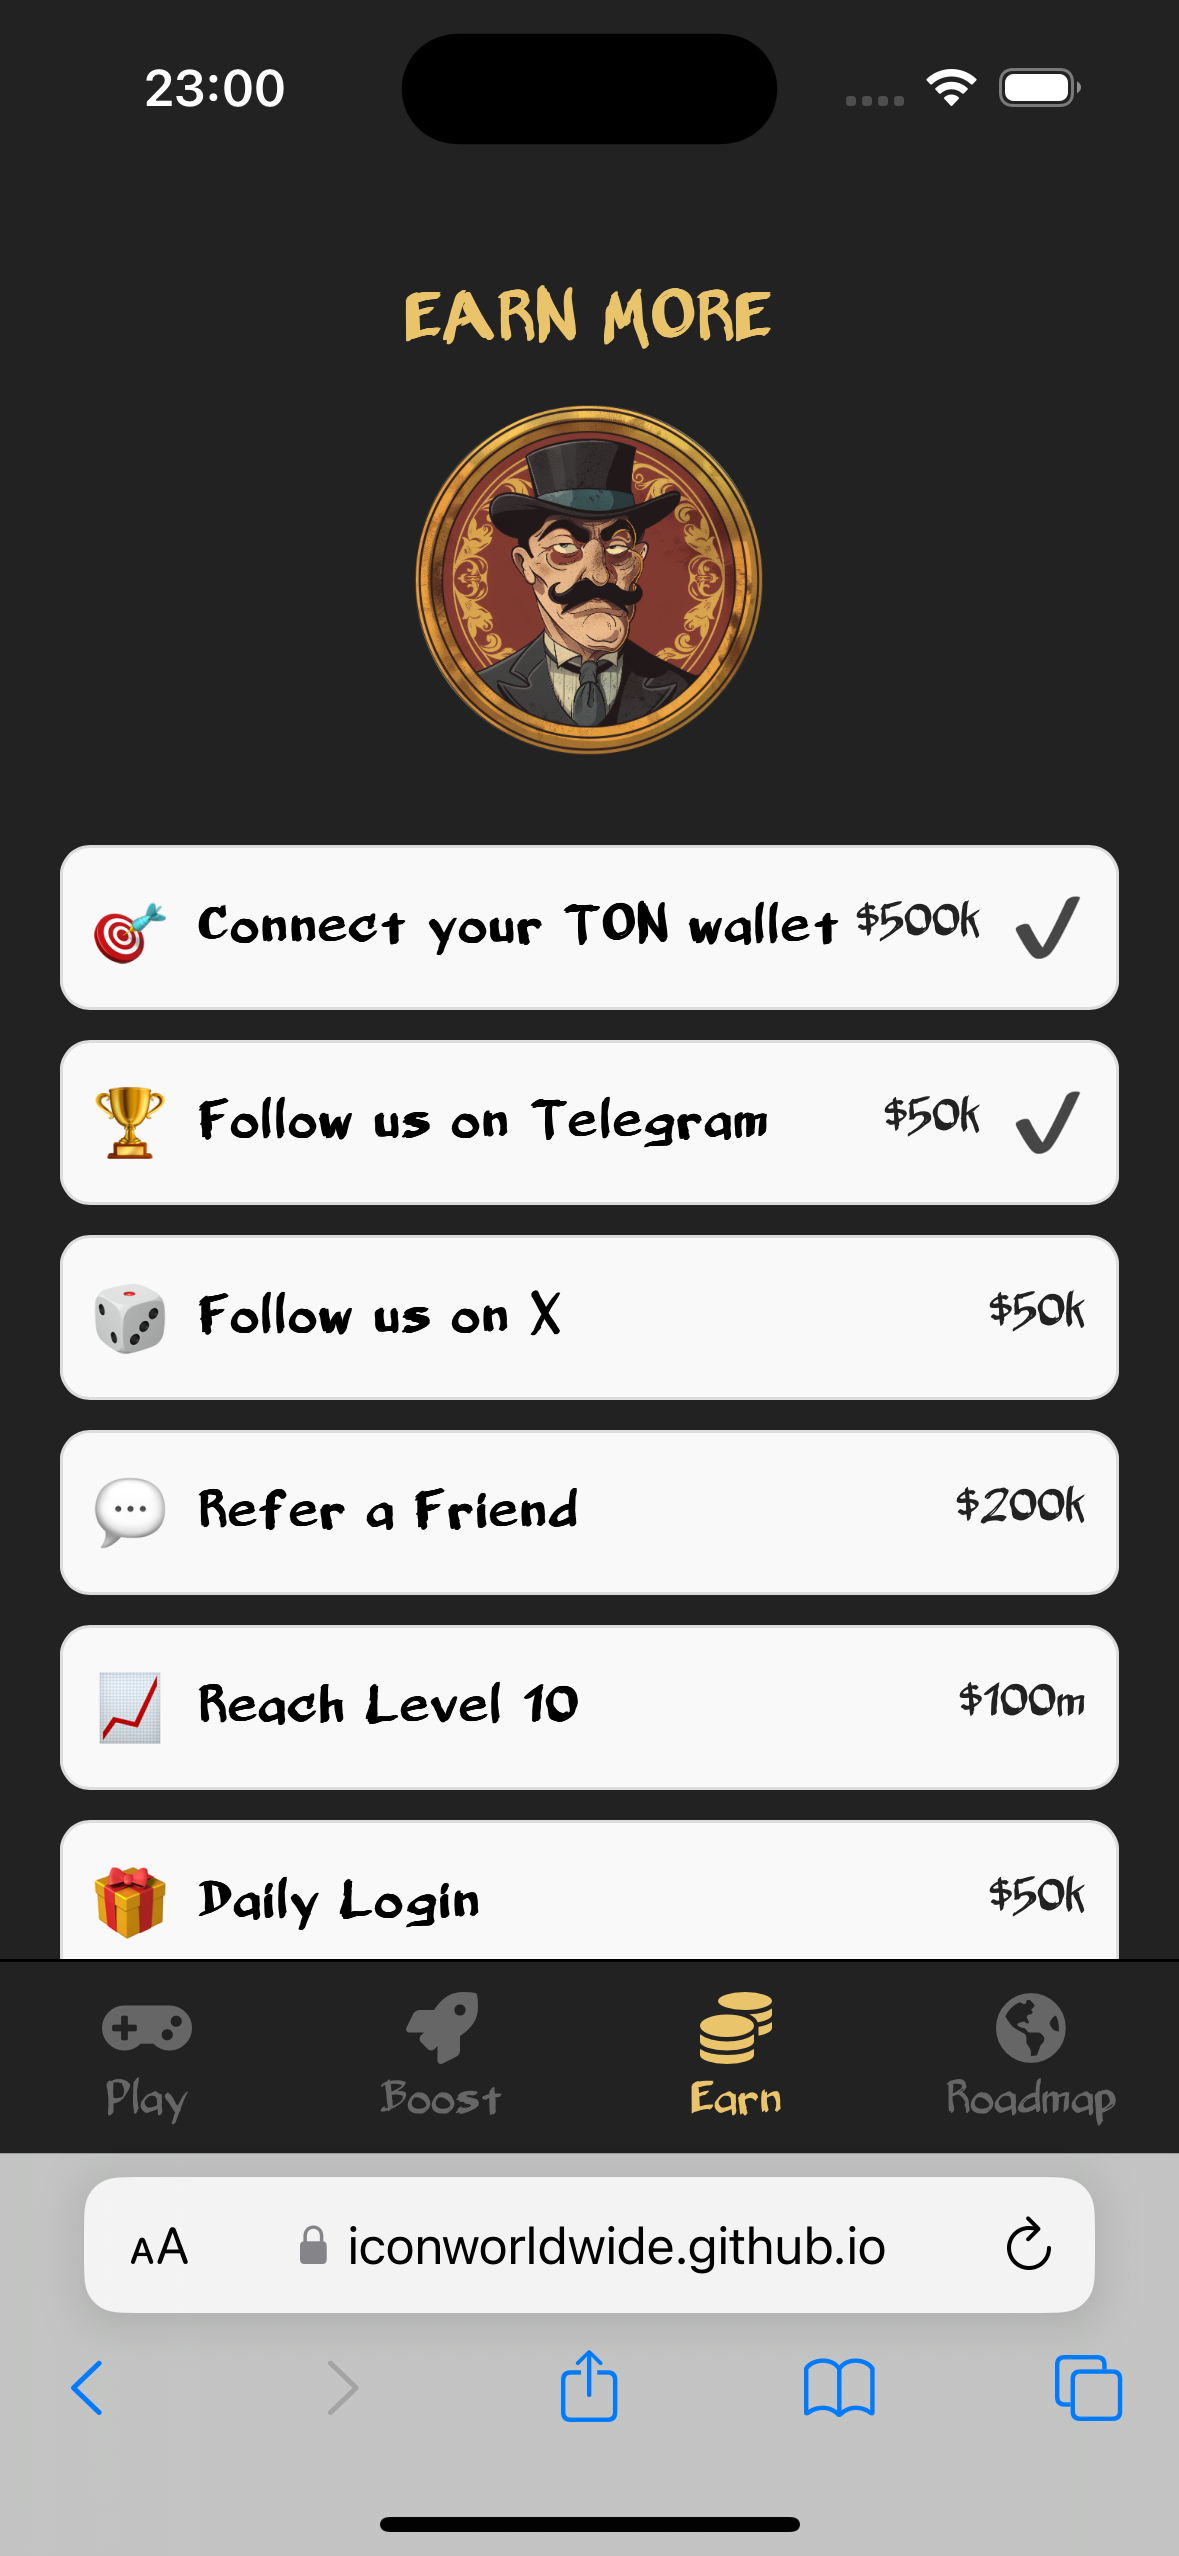 23:00
EARN MORE
Connect your TON wallet $500k
Follow us on Telegram $50k
Follow us on X $50k
Refer a Friend $200k
Reach Level 10 $100m
Daily Login $50k
Play Boost Earn Roadmap
AA iconworldwide.github.io